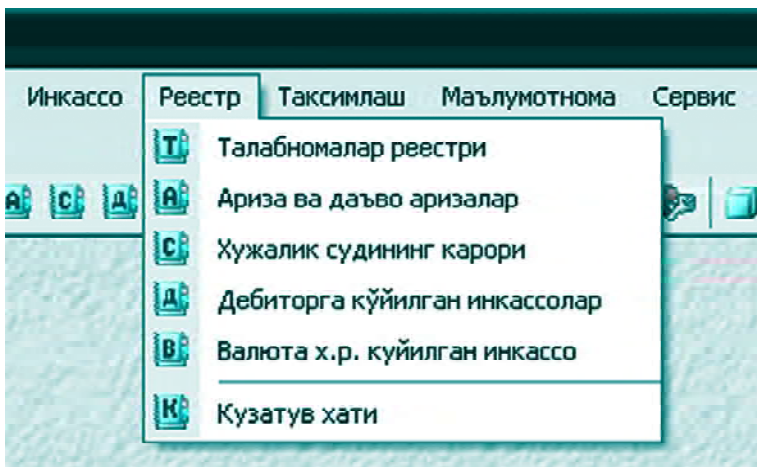 Инкассо Реестр Таксимлаш Маълумотнома Сервис
Т Талабномалар реестри
А С Д А Ариза ва даъво аризалар
С Хужалик судининг карори
Д Дебиторга кўйилган инкассолар
В Валюта х.р. куйилган инкассо
К Кузатув хати